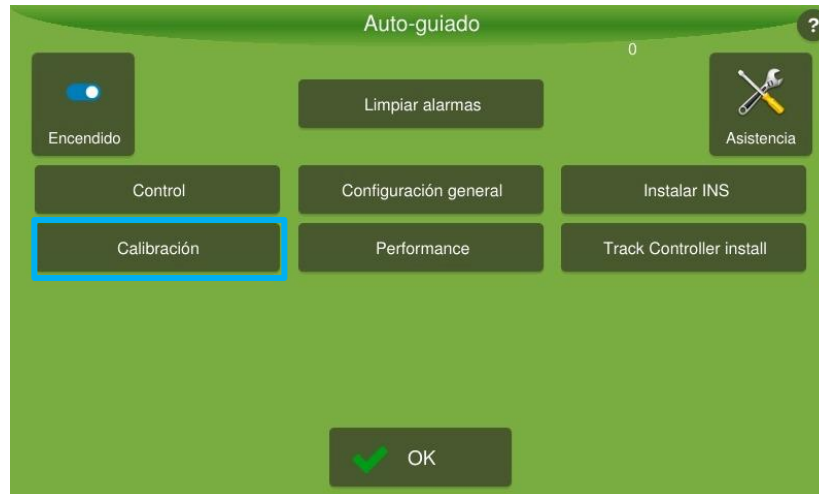 Auto-guiado
?
0
Encendido
Limpiar alarmas
Asistencia
Control
Configuración general
Instalar INS
Calibración
Performance
Track Controller install
OK